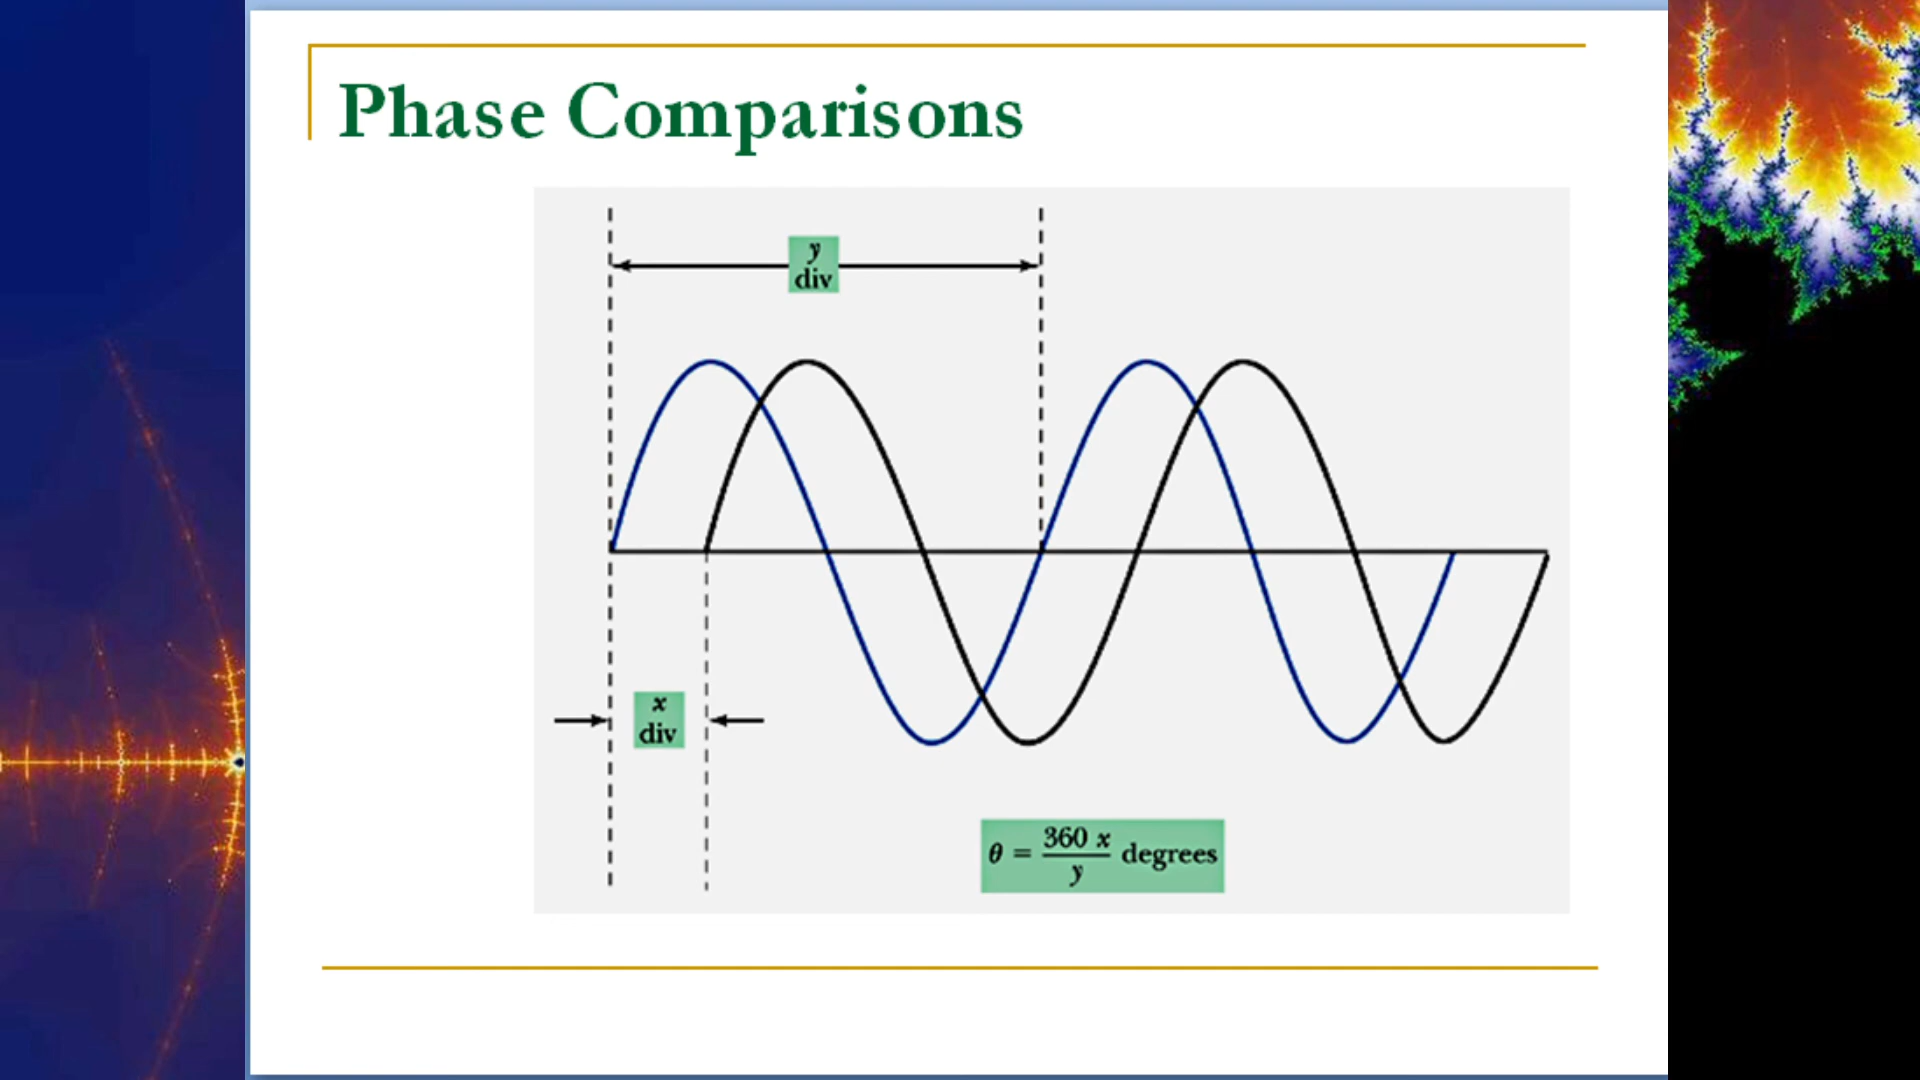 Phase Comparisons
y
div
x
div
θ = 360 x / y degrees